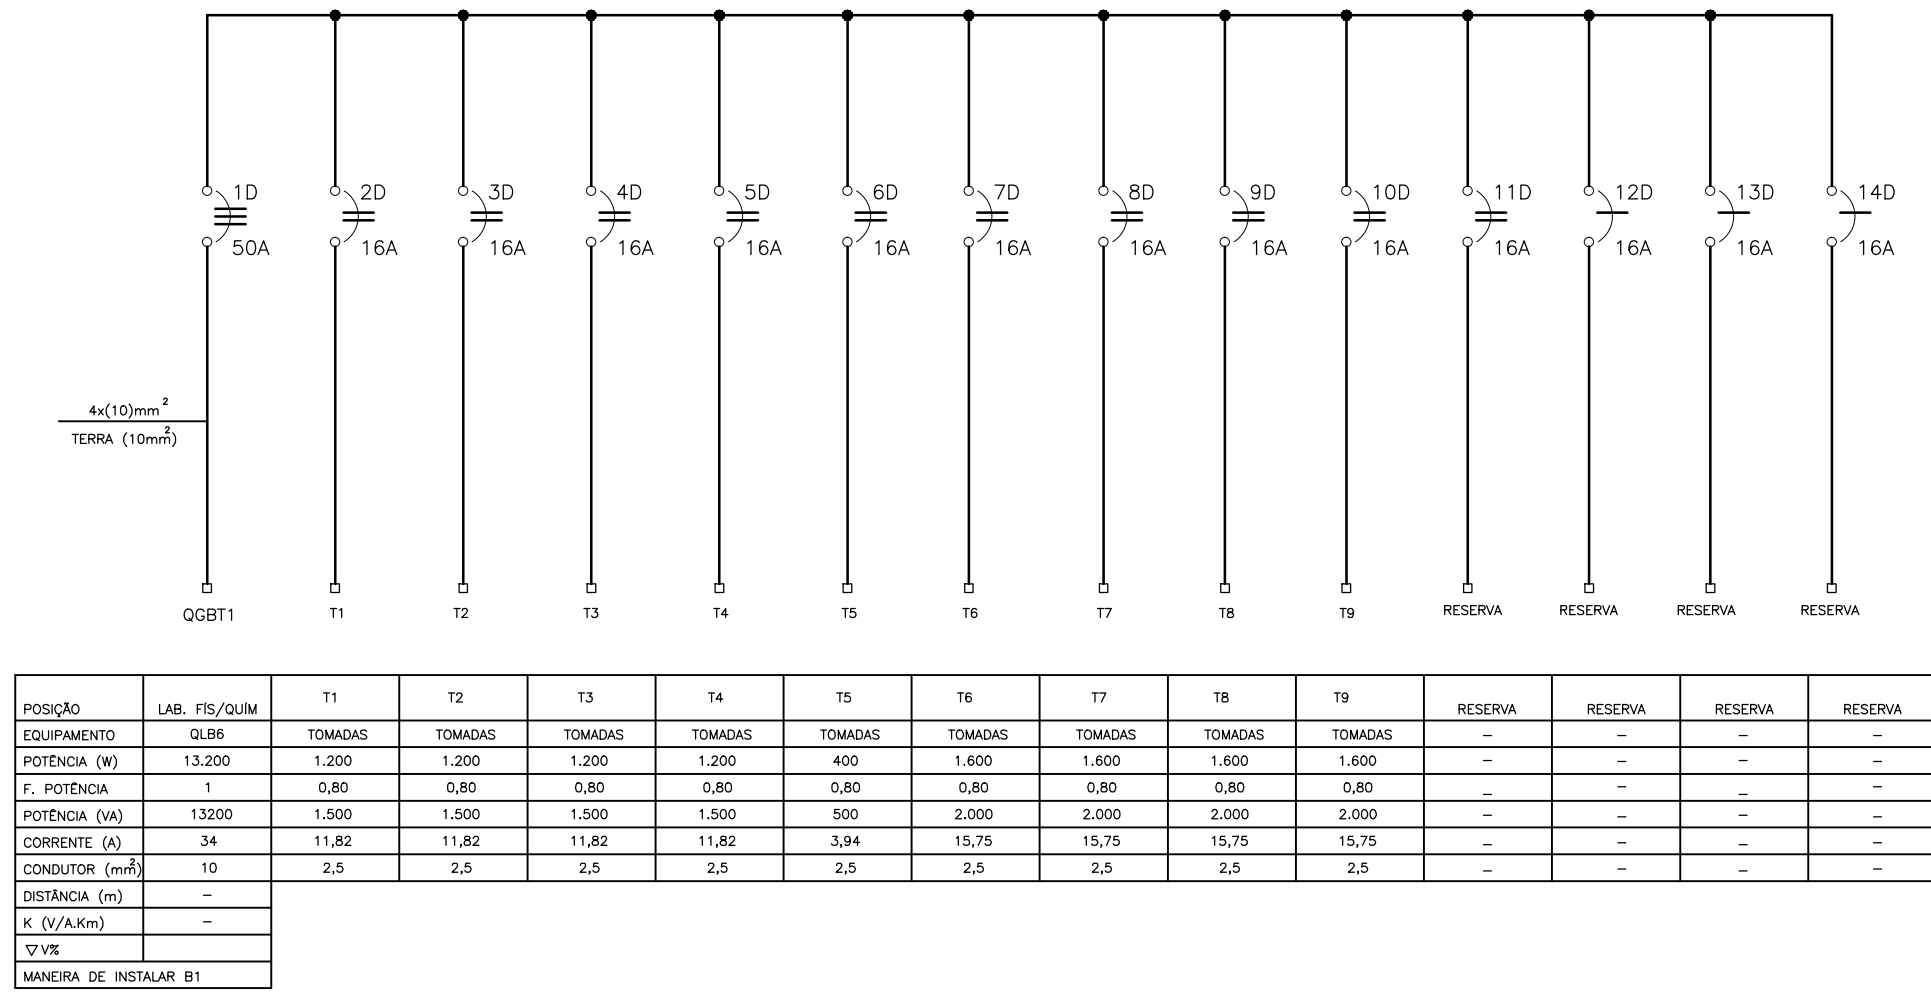 1D 2D 3D 4D 5D 6D 7D 8D 9D 10D 11D 12D 13D 14D
50A 16A 16A 16A 16A 16A 16A 16A 16A 16A 16A 16A 16A 16A
4x(10)mm²
TERRA (10mm²)
QGBT1 T1 T2 T3 T4 T5 T6 T7 T8 T9 RESERVA RESERVA RESERVA RESERVA
POSIÇÃO LAB. FÍS/QUÍM T1 T2 T3 T4 T5 T6 T7 T8 T9 RESERVA RESERVA RESERVA RESERVA
EQUIPAMENTO QLB6 TOMADAS TOMADAS TOMADAS TOMADAS TOMADAS TOMADAS TOMADAS TOMADAS TOMADAS – – – –
POTÊNCIA (W) 13.200 1.200 1.200 1.200 1.200 400 1.600 1.600 1.600 1.600 – – – –
F. POTÊNCIA 1 0,80 0,80 0,80 0,80 0,80 0,80 0,80 0,80 0,80 _ – _ –
POTÊNCIA (VA) 13200 1.500 1.500 1.500 1.500 500 2.000 2.000 2.000 2.000 – – – –
CORRENTE (A) 34 11,82 11,82 11,82 11,82 3,94 15,75 15,75 15,75 15,75 – – – –
CONDUTOR (mm²) 10 2,5 2,5 2,5 2,5 2,5 2,5 2,5 2,5 2,5 – – – –
DISTÂNCIA (m) –
K (V/A.Km) –
▽V%
MANEIRA DE INSTALAR B1